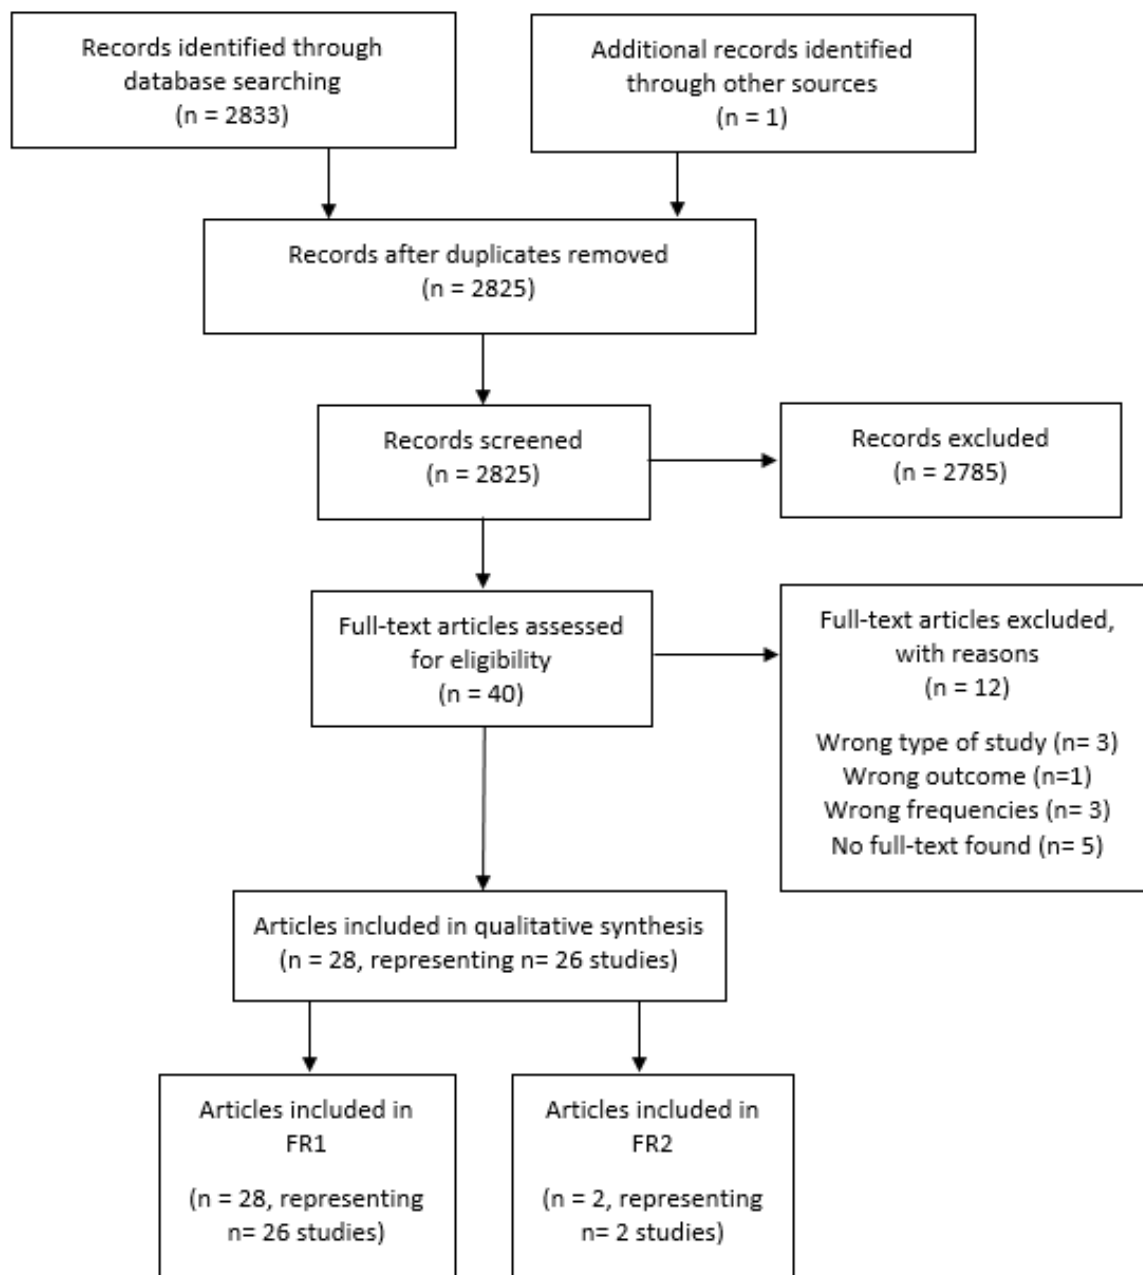 Records identified through
database searching
(n = 2833)
Additional records identified
through other sources
(n = 1)
Records after duplicates removed
(n = 2825)
Records screened
(n = 2825)
Records excluded
(n = 2785)
Full-text articles assessed
for eligibility
(n = 40)
Full-text articles excluded,
with reasons
(n = 12)
Wrong type of study (n= 3)
Wrong outcome (n=1)
Wrong frequencies (n= 3)
No full-text found (n= 5)
Articles included in qualitative synthesis
(n = 28, representing n= 26 studies)
Articles included in
FR1
(n = 28, representing
n= 26 studies)
Articles included in
FR2
(n = 2, representing
n= 2 studies)